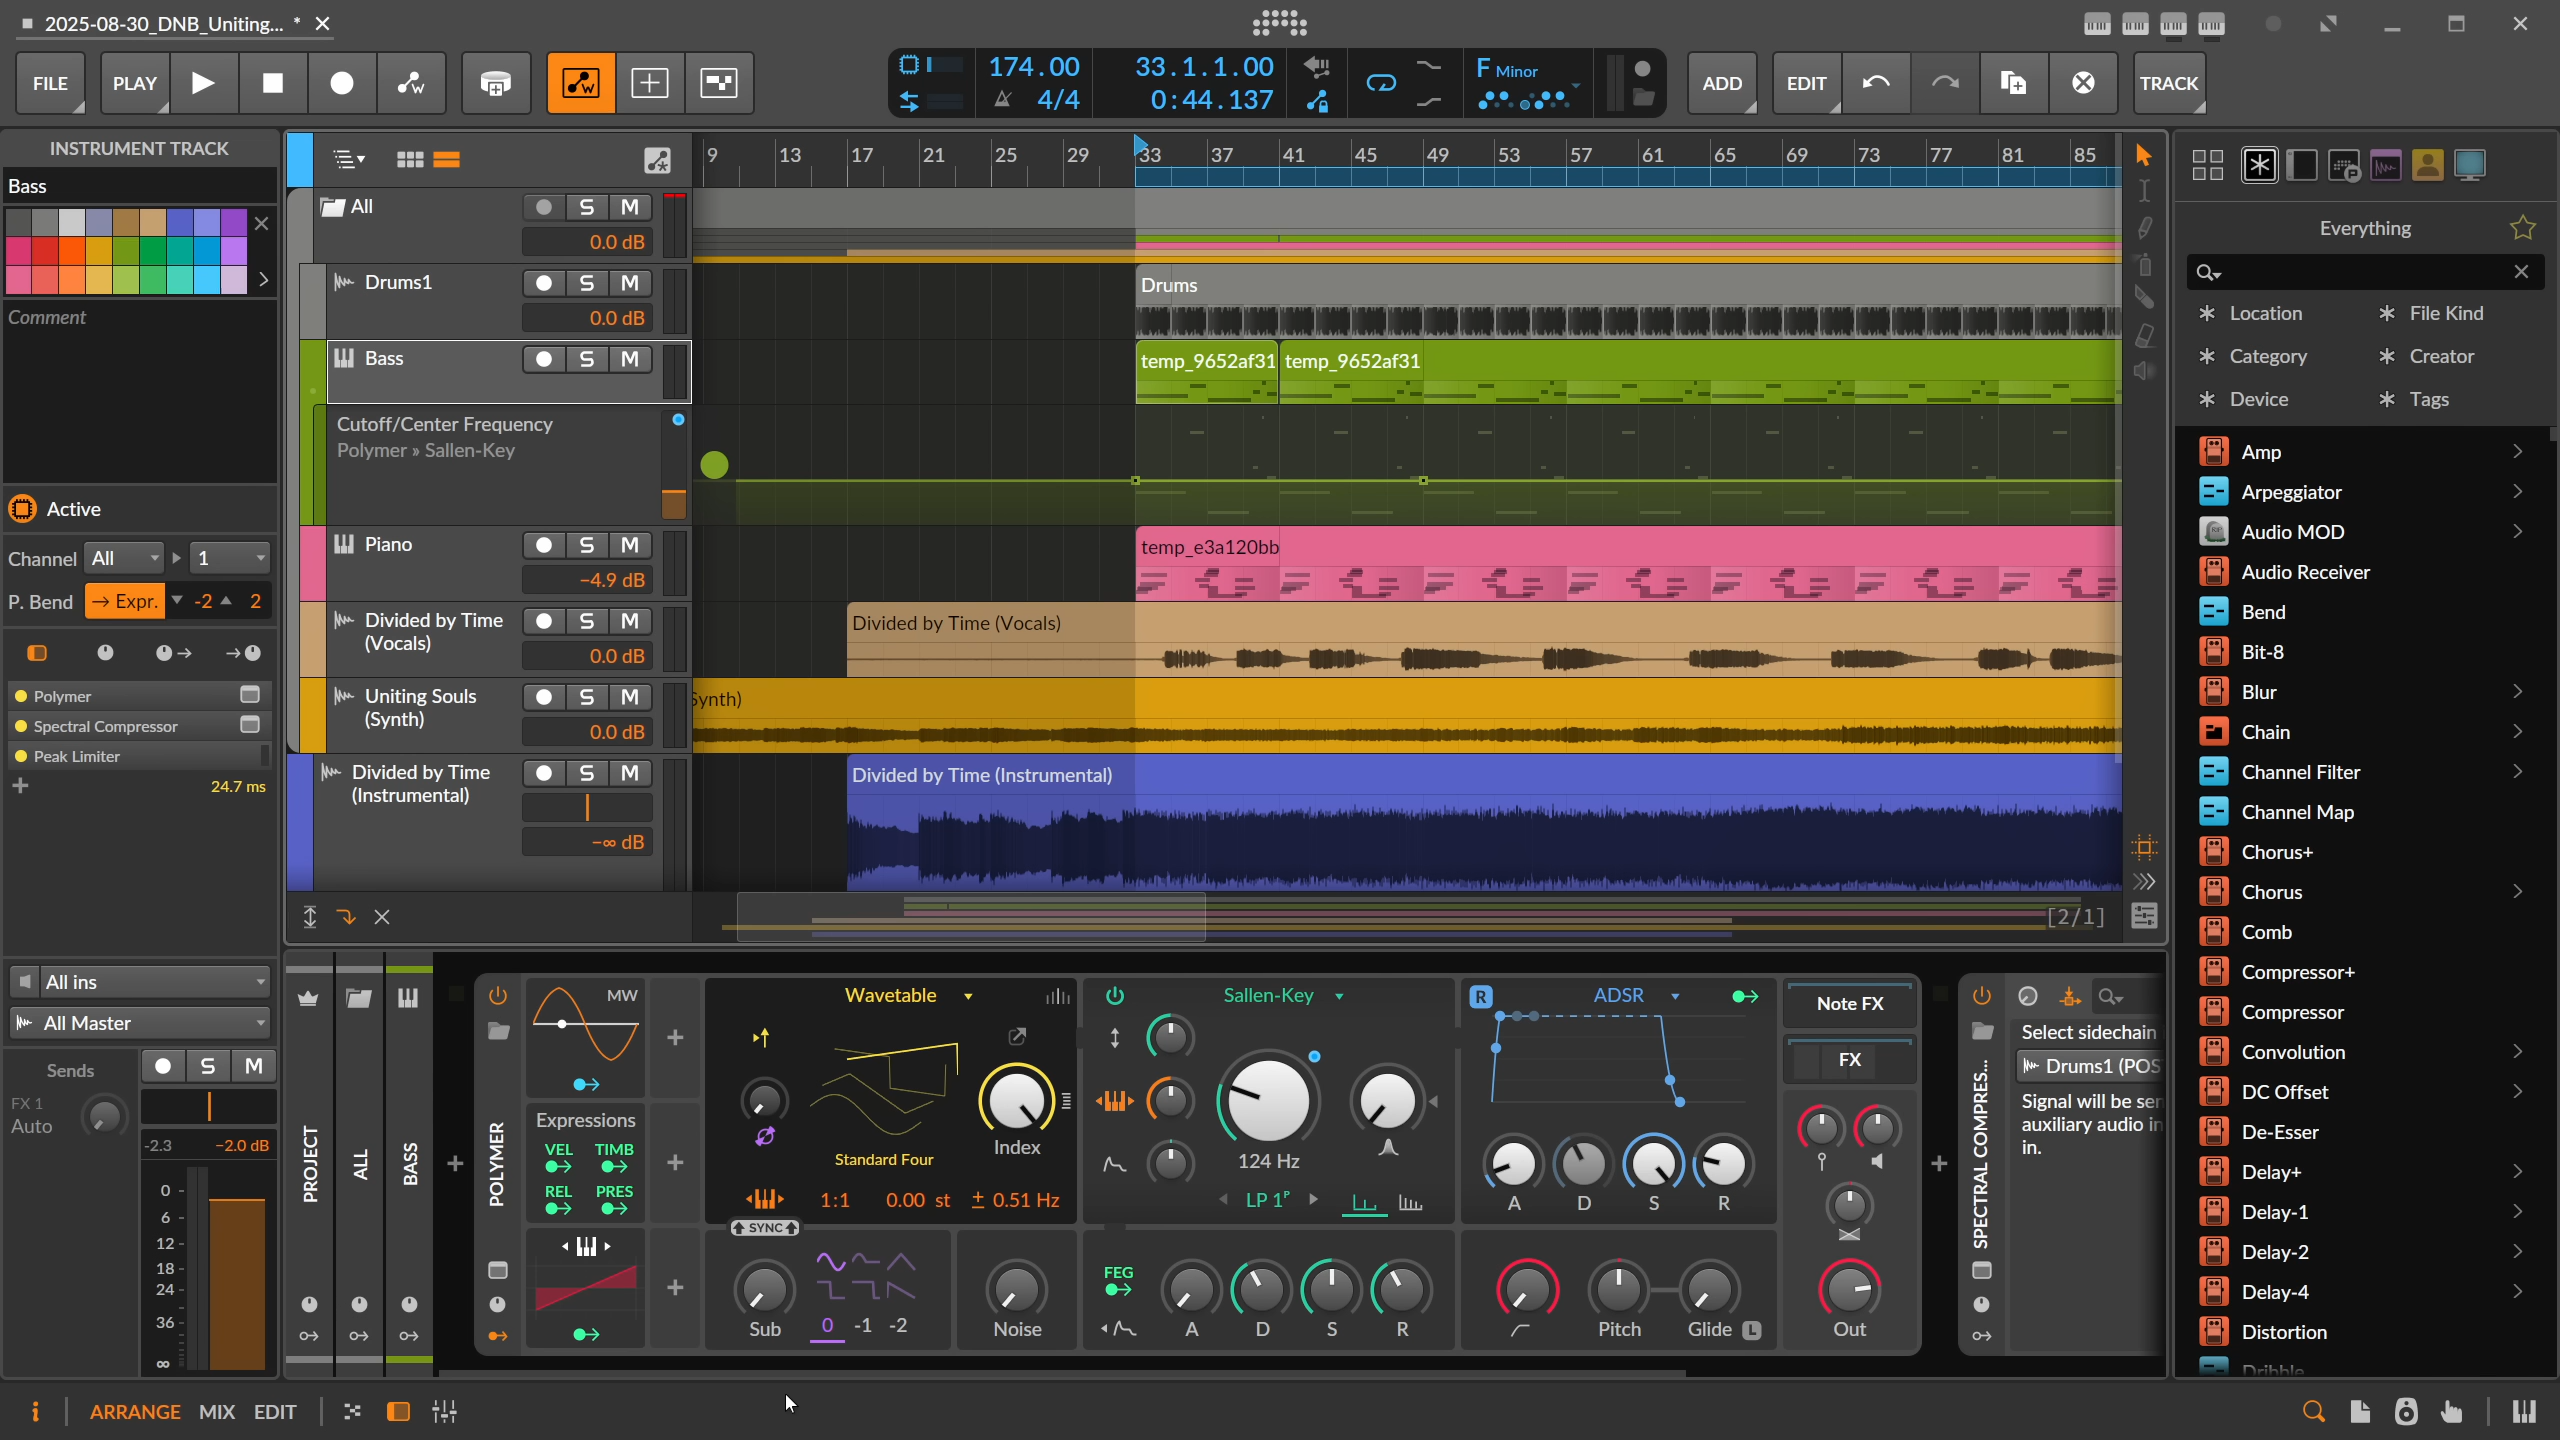 2025-08-30_DNB_Uniting... *
FILE
PLAY
174.00
4/4
33.1.1.00
0:44.137
F Minor
ADD
EDIT
TRACK
INSTRUMENT TRACK
Bass
Comment
Active
Channel All 1
P. Bend Expr. -2 2
Polymer
Spectral Compressor
Peak Limiter
24.7 ms
All ins
All Master
Sends
S M
FX 1
Auto
-2.3 -2.0 dB
0
6
12
18
24
36
∞
9 13 17 21 25 29 33 37 41 45 49 53 57 61 65 69 73 77 81 85
All S M
0.0 dB
Drums1 S M
0.0 dB
Drums
Bass S M
temp_9652af31 temp_9652af31
Cutoff/Center Frequency
Polymer » Sallen-Key
Piano S M
-4.9 dB
temp_e3a120bb
Divided by Time (Vocals) S M
0.0 dB
Divided by Time (Vocals)
Uniting Souls (Synth) S M
0.0 dB
Synth)
Divided by Time (Instrumental) S M
-∞ dB
Divided by Time (Instrumental)
[2/1]
PROJECT
ALL
BASS
POLYMER
MW
Expressions
VEL TIMB
REL PRES
Wavetable
Index
Standard Four
1:1 0.00 st ± 0.51 Hz
SYNC
Sub
0 -1 -2
Noise
Sallen-Key
124 Hz
LP 1P
FEG
A D S R
R ADSR
A D S R
Pitch Glide L
Note FX
FX
Out
SPECTRAL COMPRES...
Select sidechain
Drums1 (POS
Signal will be sen
auxiliary audio in
in.
Everything
Location File Kind
Category Creator
Device Tags
Amp
Arpeggiator
Audio MOD
Audio Receiver
Bend
Bit-8
Blur
Chain
Channel Filter
Channel Map
Chorus+
Chorus
Comb
Compressor+
Compressor
Convolution
DC Offset
De-Esser
Delay+
Delay-1
Delay-2
Delay-4
Distortion
Dribble
i ARRANGE MIX EDIT